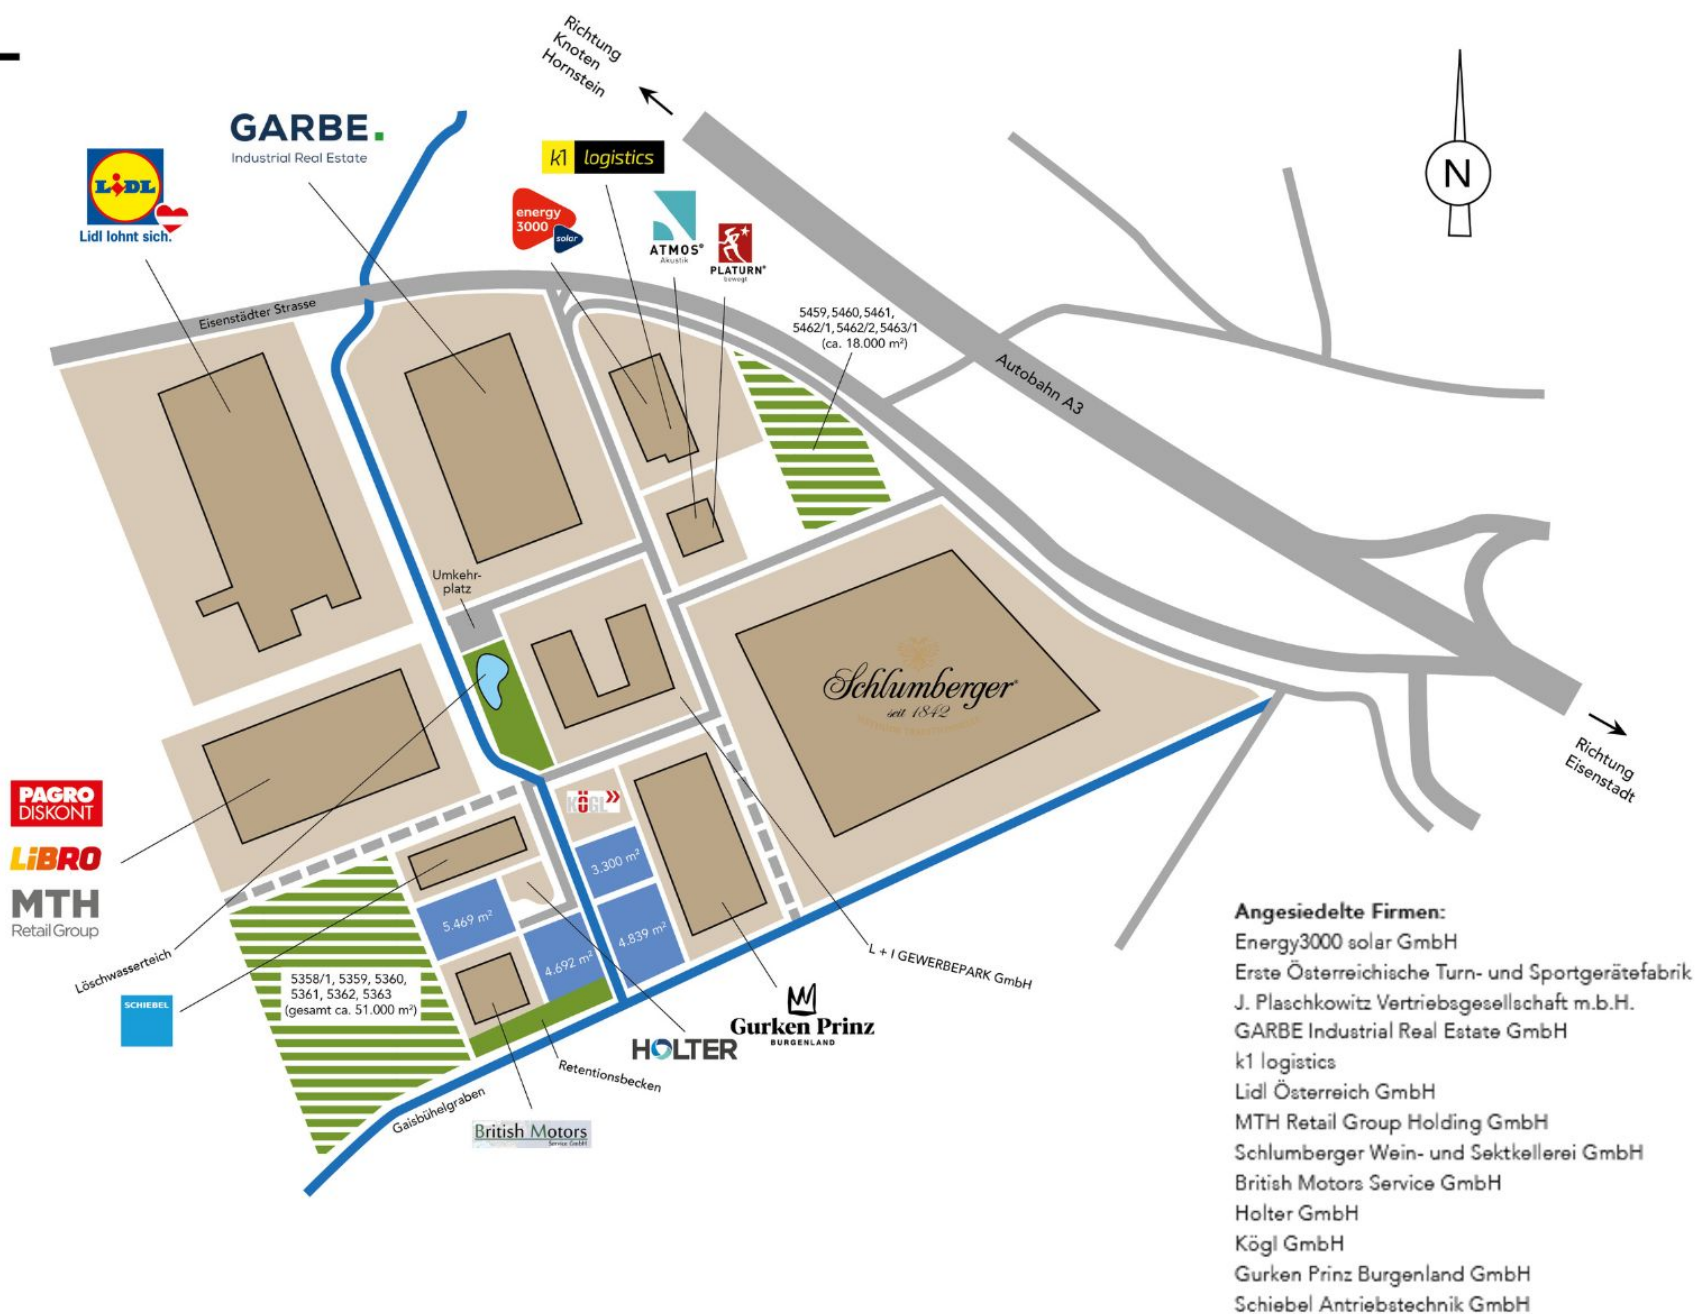 Richtung
Knoten
Hornstein
GARBE.
Industrial Real Estate
k1 logistics
LiDL
Lidl lohnt sich.
energy
3000
solar
ATMOS®
Akustik
PLATURN®
bewegt
N
Eisenstädter Strasse
5459, 5460, 5461,
5462/1, 5462/2, 5463/1
(ca. 18.000 m²)
Autobahn A3
Umkehr-
platz
Schlumberger®
seit 1842
Richtung
Eisenstadt
PAGRO
DISKONT
LiBRO
MTH
RetailGroup
KÖGL
3.300 m²
5.469 m²
4.839 m²
4.692 m²
Löschwasserteich
SCHIEBEL
5358/1, 5359, 5360,
5361, 5362, 5363
(gesamt ca. 51.000 m²)
L + I GEWERBEPARK GmbH
Gurken Prinz
BURGENLAND
HOLTER
Retentionsbecken
Gaisbühelgraben
British Motors
Service GmbH
Angesiedelte Firmen:
Energy3000 solar GmbH
Erste Österreichische Turn- und Sportgerätefabrik
J. Plaschkowitz Vertriebsgesellschaft m.b.H.
GARBE Industrial Real Estate GmbH
k1 logistics
Lidl Österreich GmbH
MTH Retail Group Holding GmbH
Schlumberger Wein- und Sektkellerei GmbH
British Motors Service GmbH
Holter GmbH
Kögl GmbH
Gurken Prinz Burgenland GmbH
Schiebel Antriebstechnik GmbH